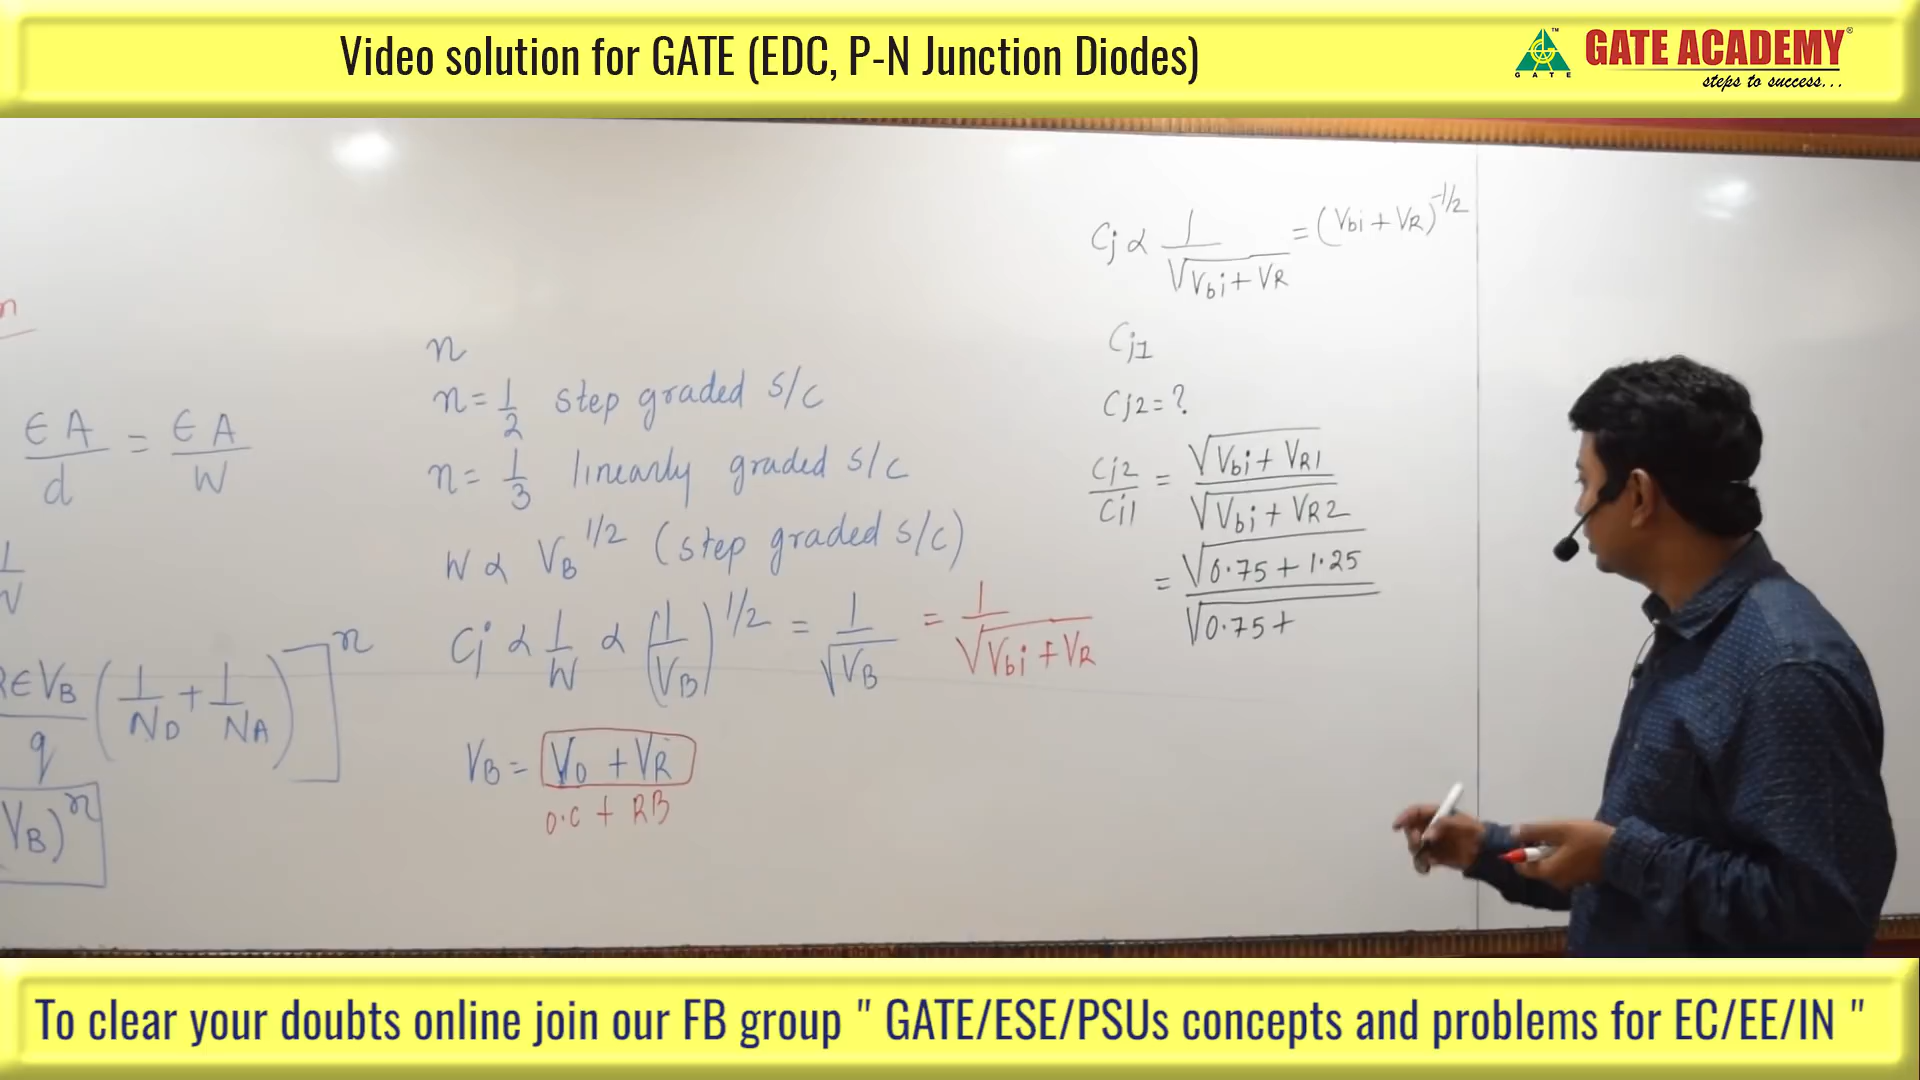 Video solution for GATE (EDC, P-N Junction Diodes)
GATE
GATE ACADEMY
steps to success...
n
∈A/d = ∈A/W
∈VB/q (1/ND + 1/NA)]^n
VB)^n
n
n = 1/2 step graded s/c
n = 1/3 linearly graded s/c
W α VB^1/2 (step graded s/c)
Cj α 1/W α (1/VB)^1/2 = 1/√VB = 1/√Vbi + VR
VB = V0 + VR
O.C + RB
Cj α 1/√Vbi + VR = (Vbi + VR)^-1/2
Cj1
Cj2 = ?
Cj2/Cj1 = √Vbi + VR1/√Vbi + VR2
= √0.75 + 1.25/√0.75 +
To clear your doubts online join our FB group " GATE/ESE/PSUs concepts and problems for EC/EE/IN "